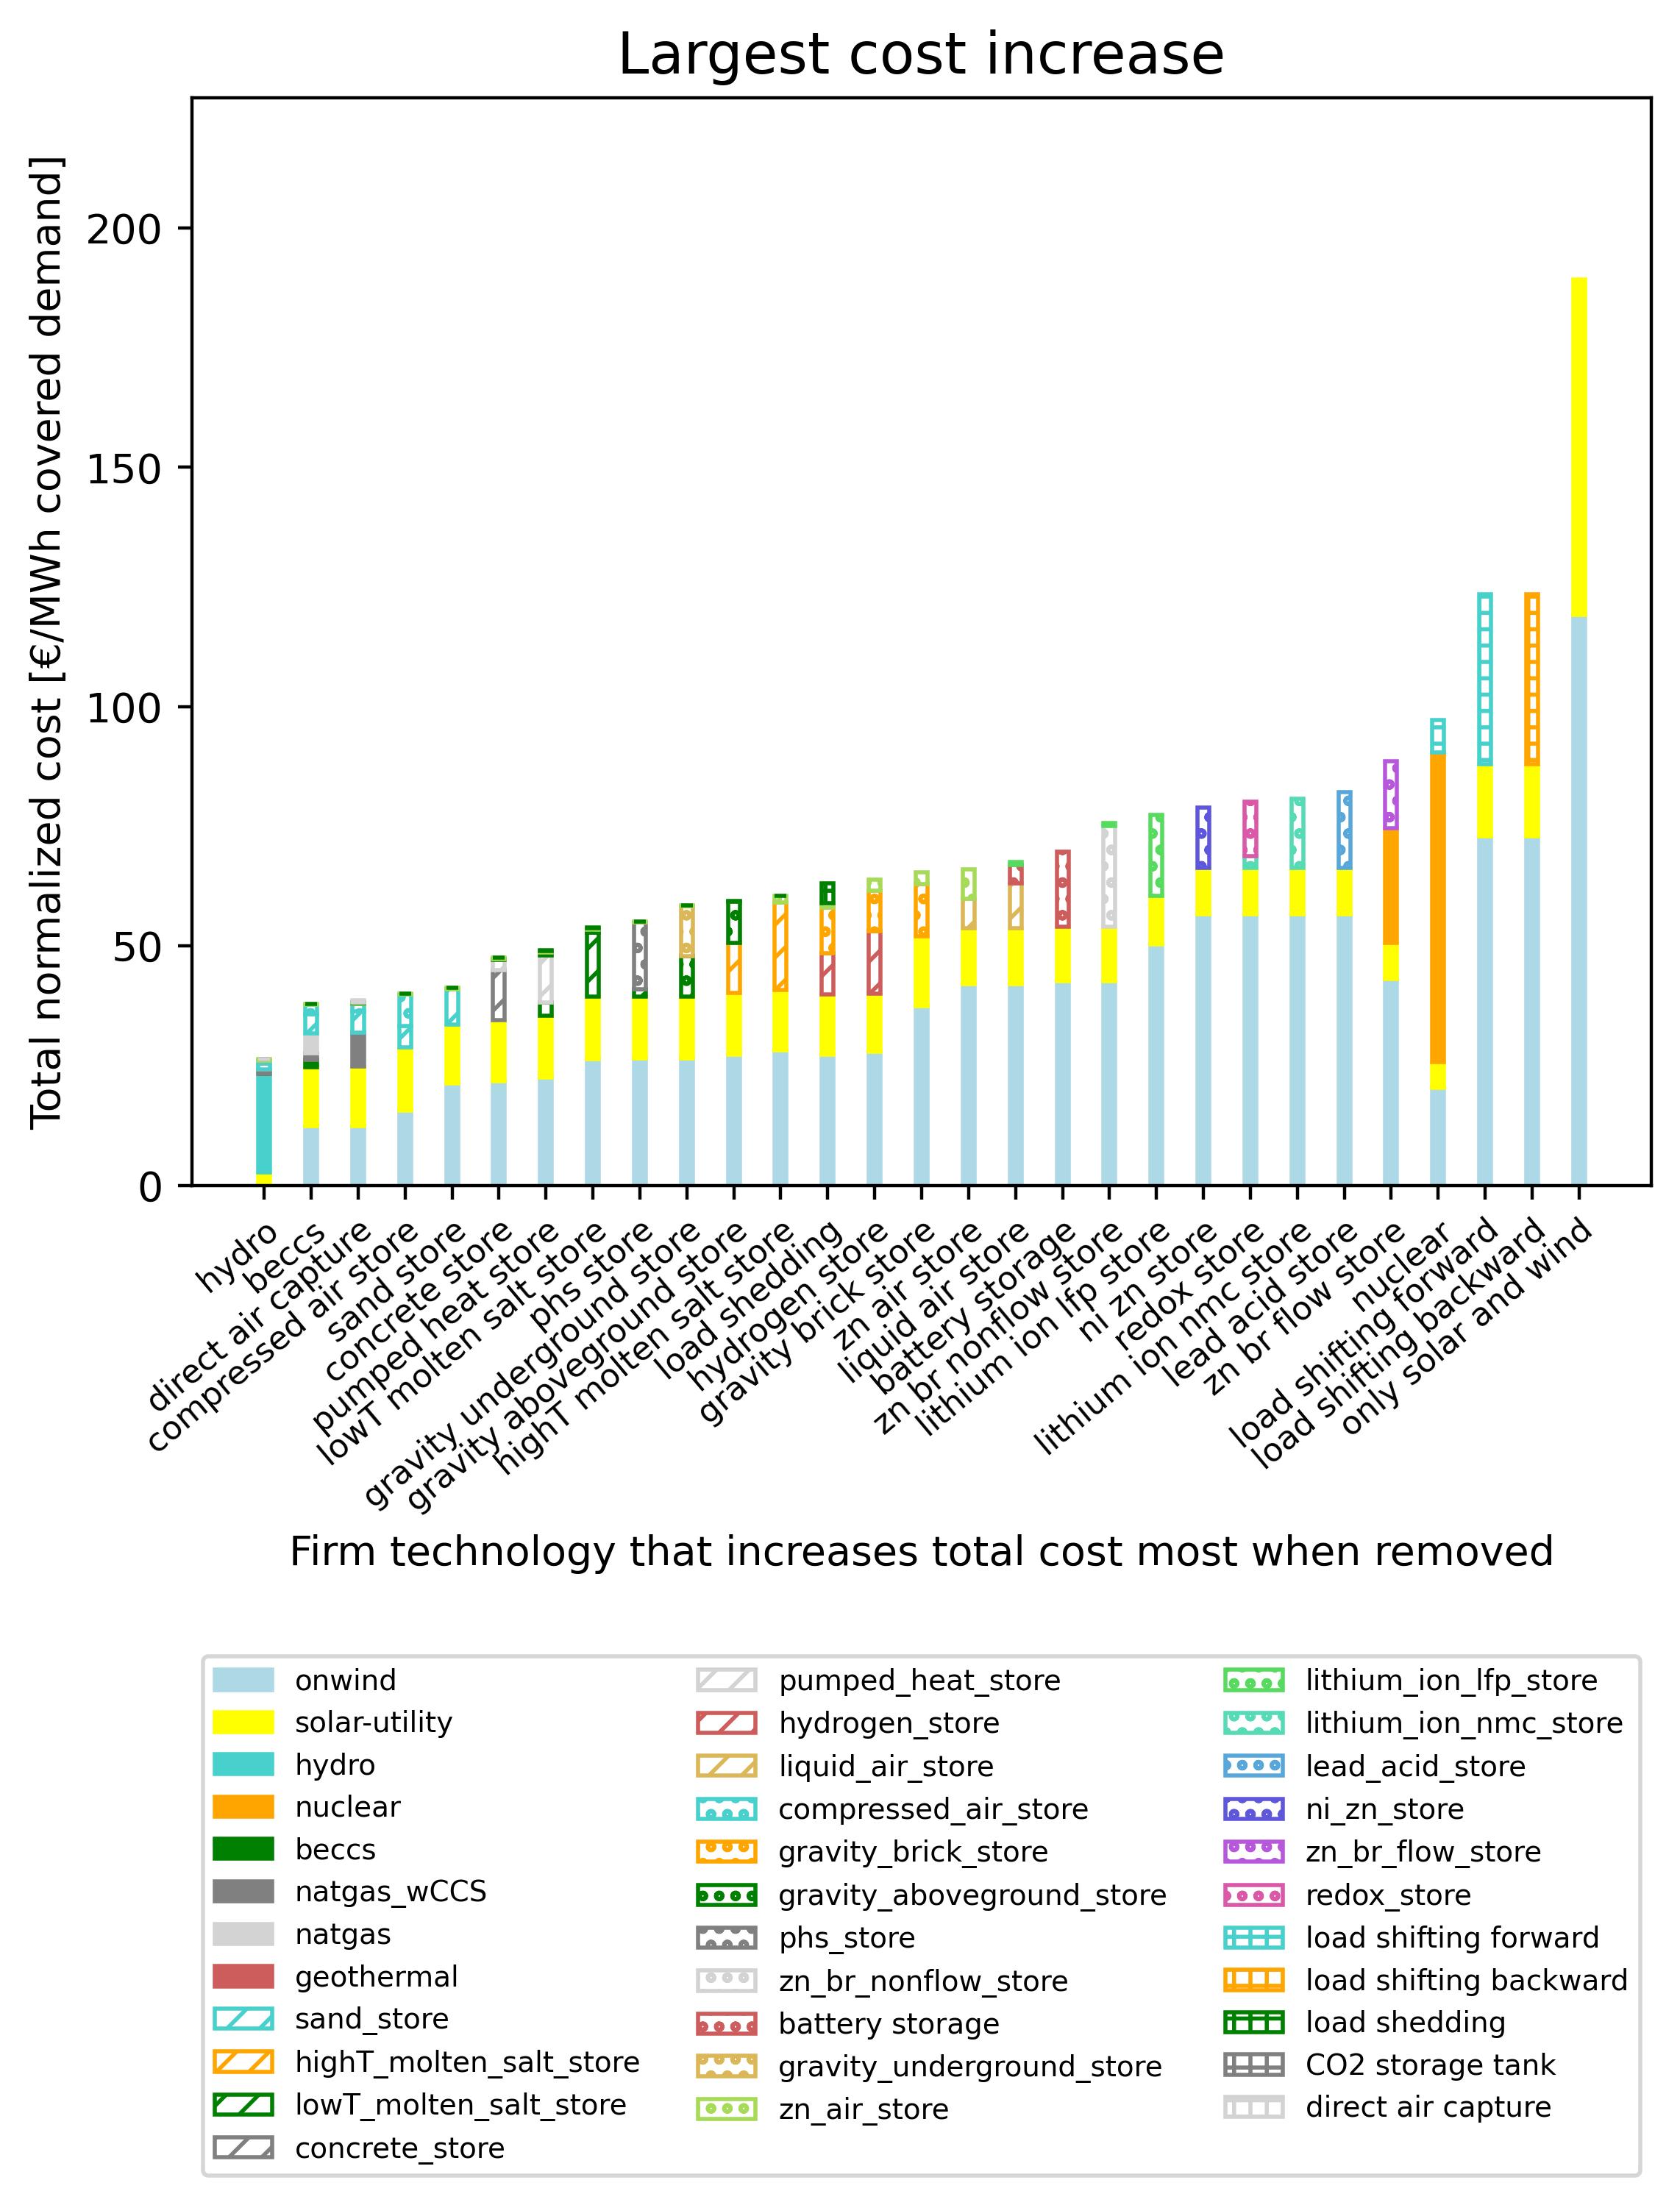 Largest cost increase
Total normalized cost [€/MWh covered demand]
200
150
100
50
0
hydro
beccs
direct air capture
compressed air store
sand store
concrete store
pumped heat store
lowT molten salt store
phs store
gravity underground store
gravity aboveground store
highT molten salt store
load shedding
hydrogen store
gravity brick store
zn air store
liquid air store
battery storage
zn br nonflow store
lithium ion lfp store
ni zn store
redox store
lithium ion nmc store
lead acid store
zn br flow store
nuclear
load shifting forward
load shifting backward
only solar and wind
Firm technology that increases total cost most when removed
onwind
solar-utility
hydro
nuclear
beccs
natgas_wCCS
natgas
geothermal
sand_store
highT_molten_salt_store
lowT_molten_salt_store
concrete_store
pumped_heat_store
hydrogen_store
liquid_air_store
compressed_air_store
gravity_brick_store
gravity_aboveground_store
phs_store
zn_br_nonflow_store
battery storage
gravity_underground_store
zn_air_store
lithium_ion_lfp_store
lithium_ion_nmc_store
lead_acid_store
ni_zn_store
zn_br_flow_store
redox_store
load shifting forward
load shifting backward
load shedding
CO2 storage tank
direct air capture